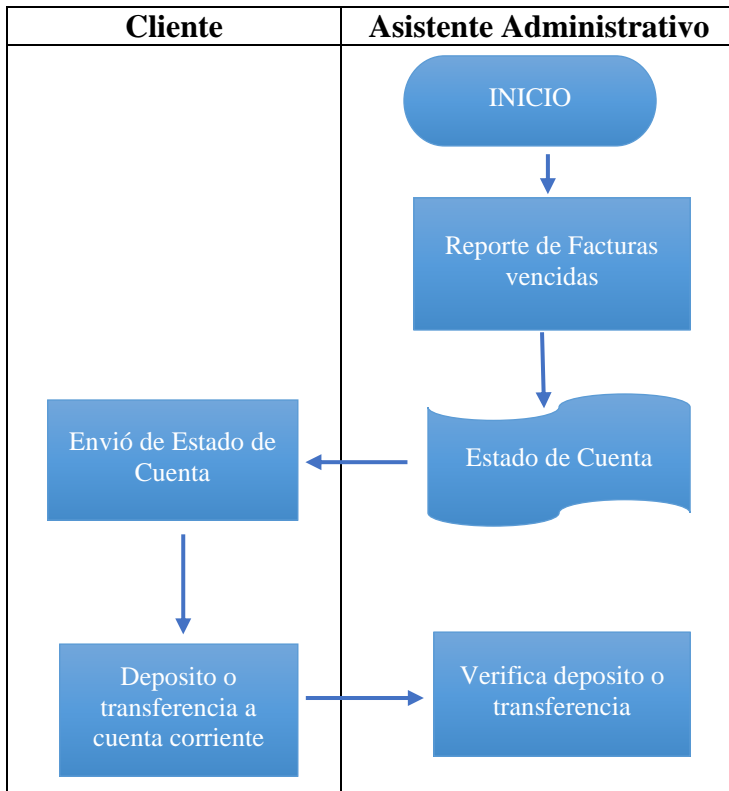 Cliente
Asistente Administrativo
INICIO
Reporte de Facturas
vencidas
Estado de Cuenta
Envió de Estado de
Cuenta
Deposito o
transferencia a
cuenta corriente
Verifica deposito o
transferencia